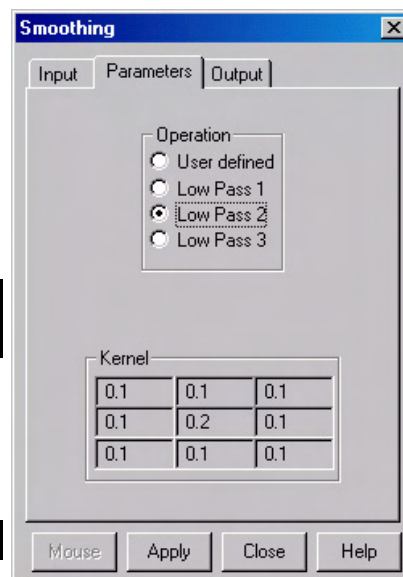 Smoothing
Input Parameters Output
Operation
User defined
Low Pass 1
Low Pass 2
Low Pass 3
Kernel
0.1 0.1 0.1
0.1 0.2 0.1
0.1 0.1 0.1
Mouse Apply Close Help